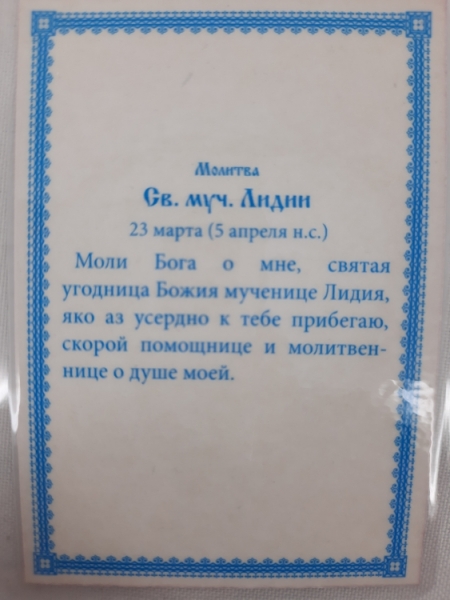 Молитва
Св. муч. Лидии
23 марта (5 апреля н.с.)
Моли Бога о мне, святая
угодница Божия мученице Лидия,
яко аз усердно к тебе прибегаю,
скорой помощнице и молитвен-
нице о душе моей.